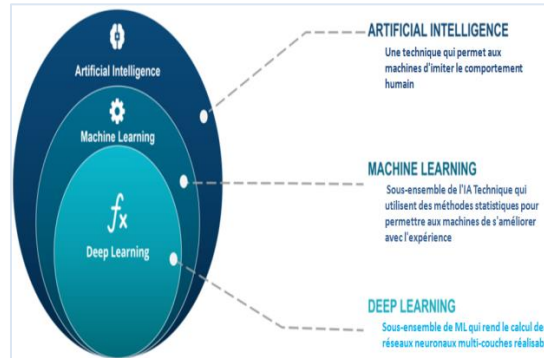 Artificial Intelligence
Machine Learning
fx
Deep Learning
ARTIFICIAL INTELLIGENCE
Une technique qui permet aux
machines d'imiter le comportement
humain
MACHINE LEARNING
Sous-ensemble de l'IA Technique qui
utilisent des méthodes statistiques pour
permettre aux machines de s'améliorer
avec l'expérience
DEEP LEARNING
Sous-ensemble de ML qui rend le calcul de
réseaux neuronaux multi-couches réalisab